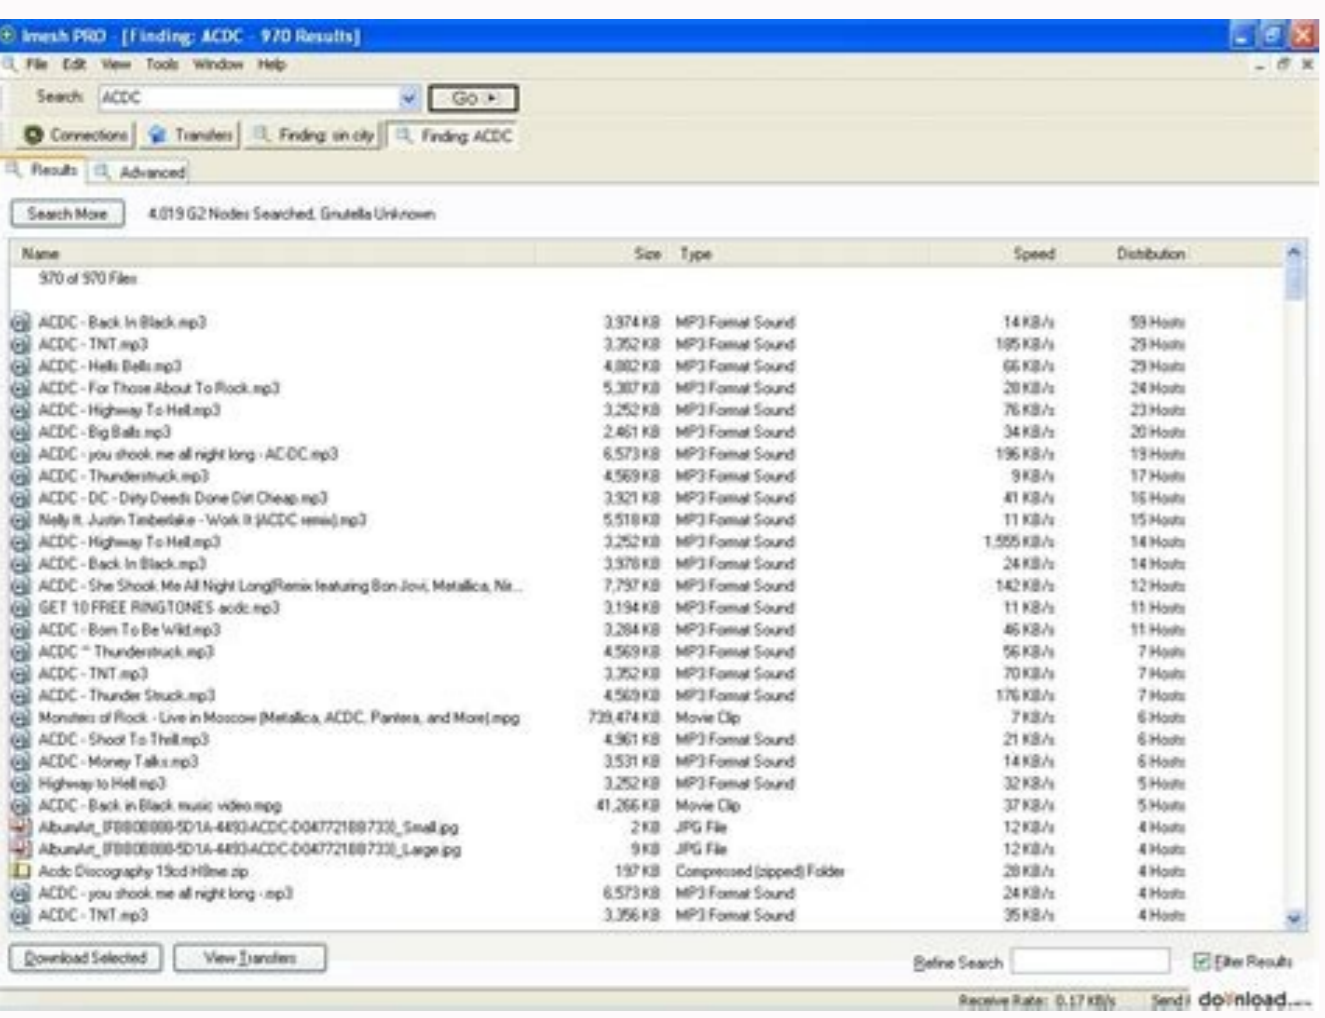 Imesh PRO - [Finding: ACDC - 970 Results]
File Edit View Tools Window Help
Search: ACDC Go
Connections Transfers Finding: sin city Finding: ACDC
Results Advanced
Search More 4,019 G2 Nodes Searched, Gnutella Unknown
Name Size Type Speed Distribution
970 of 970 Files
ACDC - Back In Black.mp3 3,974 KB MP3 Format Sound 14 KB/s 59 Hosts
ACDC - TNT.mp3 3,352 KB MP3 Format Sound 185 KB/s 29 Hosts
ACDC - Hells Bells.mp3 4,882 KB MP3 Format Sound 66 KB/s 29 Hosts
ACDC - For Those About To Rock.mp3 5,387 KB MP3 Format Sound 28 KB/s 24 Hosts
ACDC - Highway To Hell.mp3 3,252 KB MP3 Format Sound 76 KB/s 23 Hosts
ACDC - Big Balls.mp3 2,461 KB MP3 Format Sound 34 KB/s 20 Hosts
ACDC - you shook me all night long - AC-DC.mp3 6,573 KB MP3 Format Sound 196 KB/s 19 Hosts
ACDC - Thunderstruck.mp3 4,569 KB MP3 Format Sound 9 KB/s 17 Hosts
ACDC - DC - Dirty Deeds Done Dirt Cheap.mp3 3,921 KB MP3 Format Sound 41 KB/s 16 Hosts
Nelly ft. Justin Timberlake - Work It (ACDC remix).mp3 5,518 KB MP3 Format Sound 11 KB/s 15 Hosts
ACDC - Highway To Hell.mp3 3,252 KB MP3 Format Sound 1,555 KB/s 14 Hosts
ACDC - Back In Black.mp3 3,978 KB MP3 Format Sound 24 KB/s 14 Hosts
ACDC - She Shook Me All Night Long(Remix featuring Bon Jovi, Metallica, Nir... 7,797 KB MP3 Format Sound 142 KB/s 12 Hosts
GET 10 FREE RINGTONES acdc.mp3 3,194 KB MP3 Format Sound 11 KB/s 11 Hosts
ACDC - Born To Be Wild.mp3 3,284 KB MP3 Format Sound 46 KB/s 11 Hosts
ACDC ~ Thunderstruck.mp3 4,569 KB MP3 Format Sound 56 KB/s 7 Hosts
ACDC - TNT.mp3 3,352 KB MP3 Format Sound 70 KB/s 7 Hosts
ACDC - Thunder Struck.mp3 4,569 KB MP3 Format Sound 176 KB/s 7 Hosts
Monsters of Rock - Live in Moscow (Metallica, ACDC, Pantera, and More).mpg 739,474 KB Movie Clip 7 KB/s 6 Hosts
ACDC - Shoot To Thrill.mp3 4,961 KB MP3 Format Sound 21 KB/s 6 Hosts
ACDC - Money Talks.mp3 3,531 KB MP3 Format Sound 14 KB/s 6 Hosts
Highway to Hell.mp3 3,252 KB MP3 Format Sound 32 KB/s 5 Hosts
ACDC - Back in Black music video.mpg 41,266 KB Movie Clip 37 KB/s 5 Hosts
AlbumArt_ 2 KB JPG File 12 KB/s 4 Hosts
AlbumArt_ 9 KB JPG File 12 KB/s 4 Hosts
Acdc Discography 19cd zip 197 KB Compressed (zipped) Folder 28 KB/s 4 Hosts
ACDC - you shook me all night long -.mp3 6,573 KB MP3 Format Sound 24 KB/s 4 Hosts
ACDC - TNT.mp3 3,356 KB MP3 Format Sound 35 KB/s 4 Hosts
Download Selected View Transfers Refine Search Filter Results
Receive Rate: 0.17 KB/s Send download